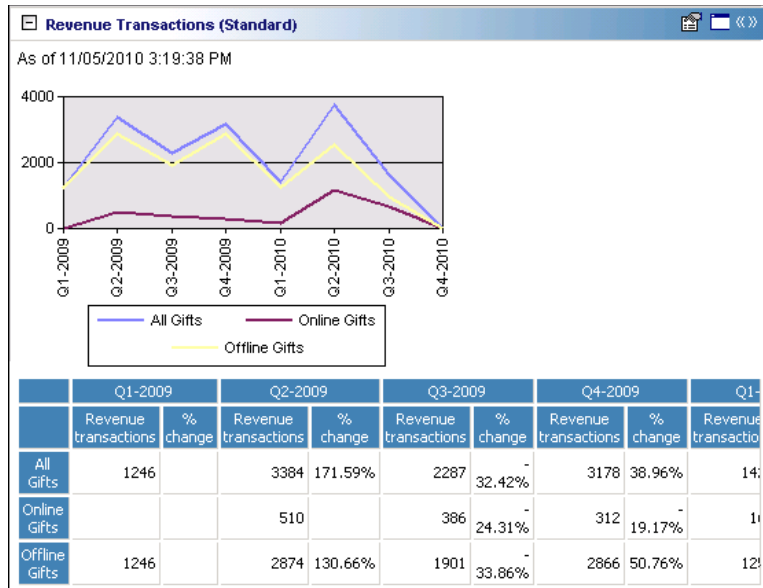 Revenue Transactions (Standard)
As of 11/05/2010 3:19:38 PM
4000
2000
0
Q1-2009
Q2-2009
Q3-2009
Q4-2009
Q1-2010
Q2-2010
Q3-2010
Q4-2010
All Gifts Online Gifts
Offline Gifts
Q1-2009 Q2-2009 Q3-2009 Q4-2009 Q1-
Revenue transactions % change Revenue transactions % change Revenue transactions % change Revenue transactions % change Revenue
All Gifts 1246 3384 171.59% 2287 -32.42% 3178 38.96%
Online Gifts 510 386 -24.31% 312 -19.17%
Offline Gifts 1246 2874 130.66% 1901 -33.86% 2866 50.76%